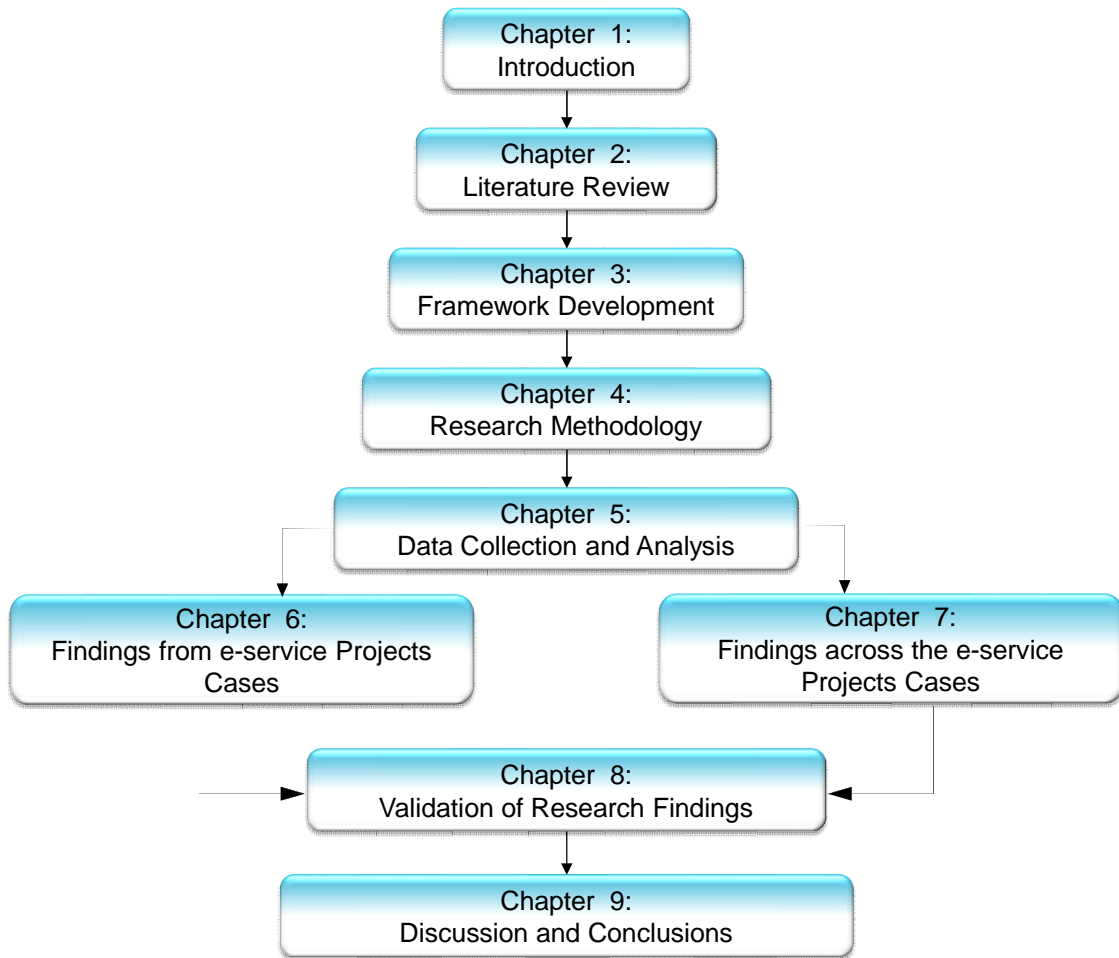 Chapter 1:
Introduction
Chapter 2:
Literature Review
Chapter 3:
Framework Development
Chapter 4:
Research Methodology
Chapter 5:
Data Collection and Analysis
Chapter 6:
Findings from e-service Projects
Cases
Chapter 7:
Findings across the e-service
Projects Cases
Chapter 8:
Validation of Research Findings
Chapter 9:
Discussion and Conclusions